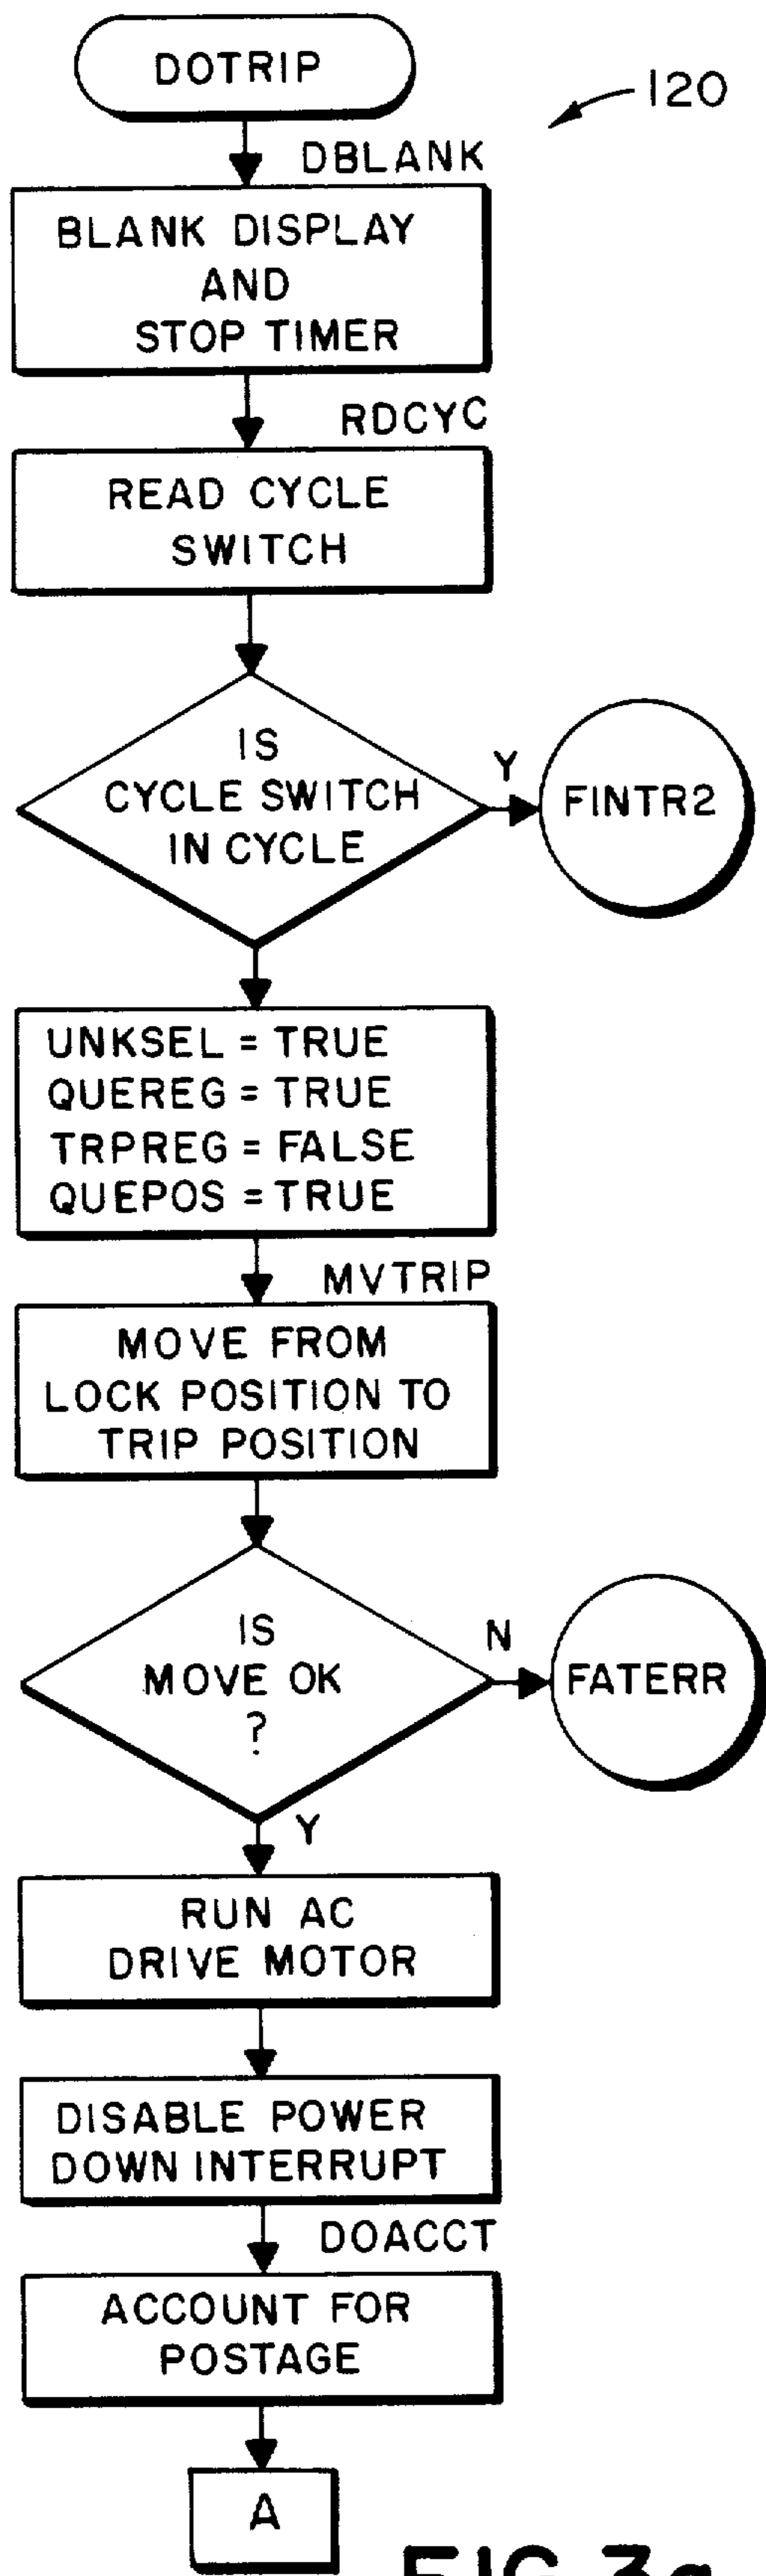 DOTRIP
120
DBLANK
BLANK DISPLAY
AND
STOP TIMER
RDCYC
READ CYCLE
SWITCH
IS
CYCLE SWITCH
IN CYCLE
Y
FINTR2
UNKSEL = TRUE
QUEREG = TRUE
TRPREG = FALSE
QUEPOS = TRUE
MVTRIP
MOVE FROM
LOCK POSITION TO
TRIP POSITION
IS
MOVE OK
?
N
FATERR
Y
RUN AC
DRIVE MOTOR
DISABLE POWER
DOWN INTERRUPT
DOACCT
ACCOUNT FOR
POSTAGE
A
FIG. 3a